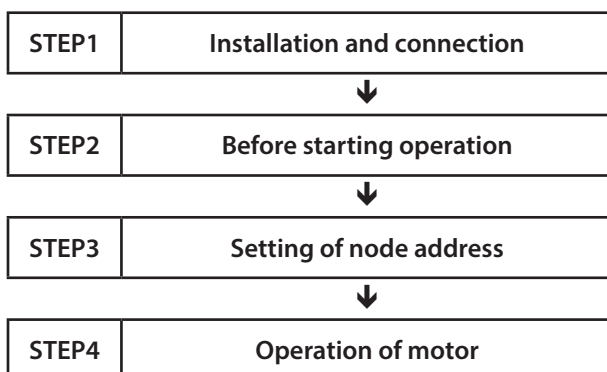 STEP1 Installation and connection
STEP2 Before starting operation
STEP3 Setting of node address
STEP4 Operation of motor